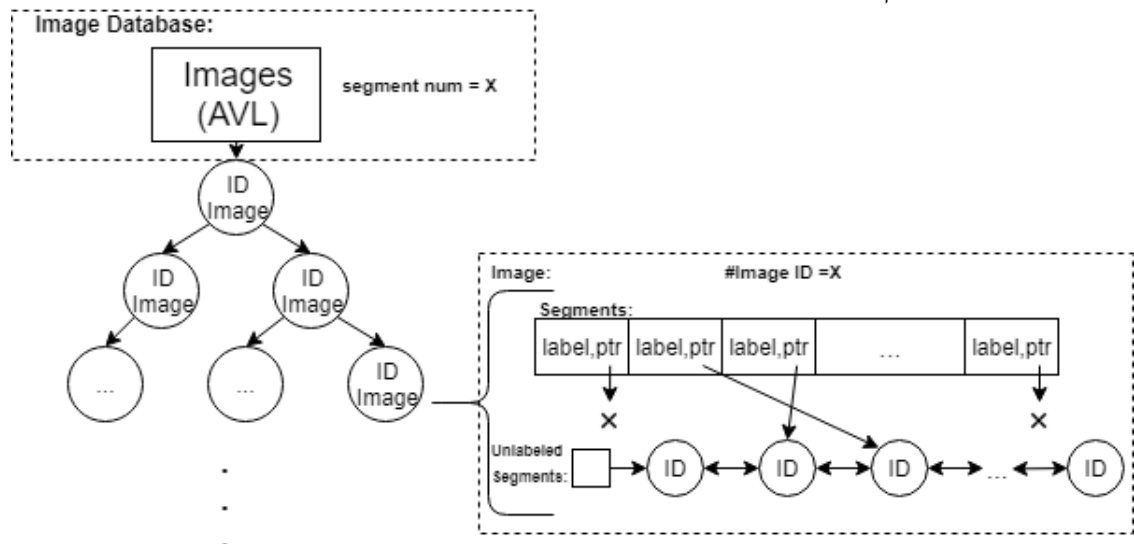 Image Database:
Images
(AVL)
segment num = X
ID
Image
ID
Image
ID
Image
...
...
ID
Image
Image:
#Image ID =X
Segments:
label,ptr
label,ptr
label,ptr
...
label,ptr
Unlabeled
Segments:
ID
ID
ID
...
ID